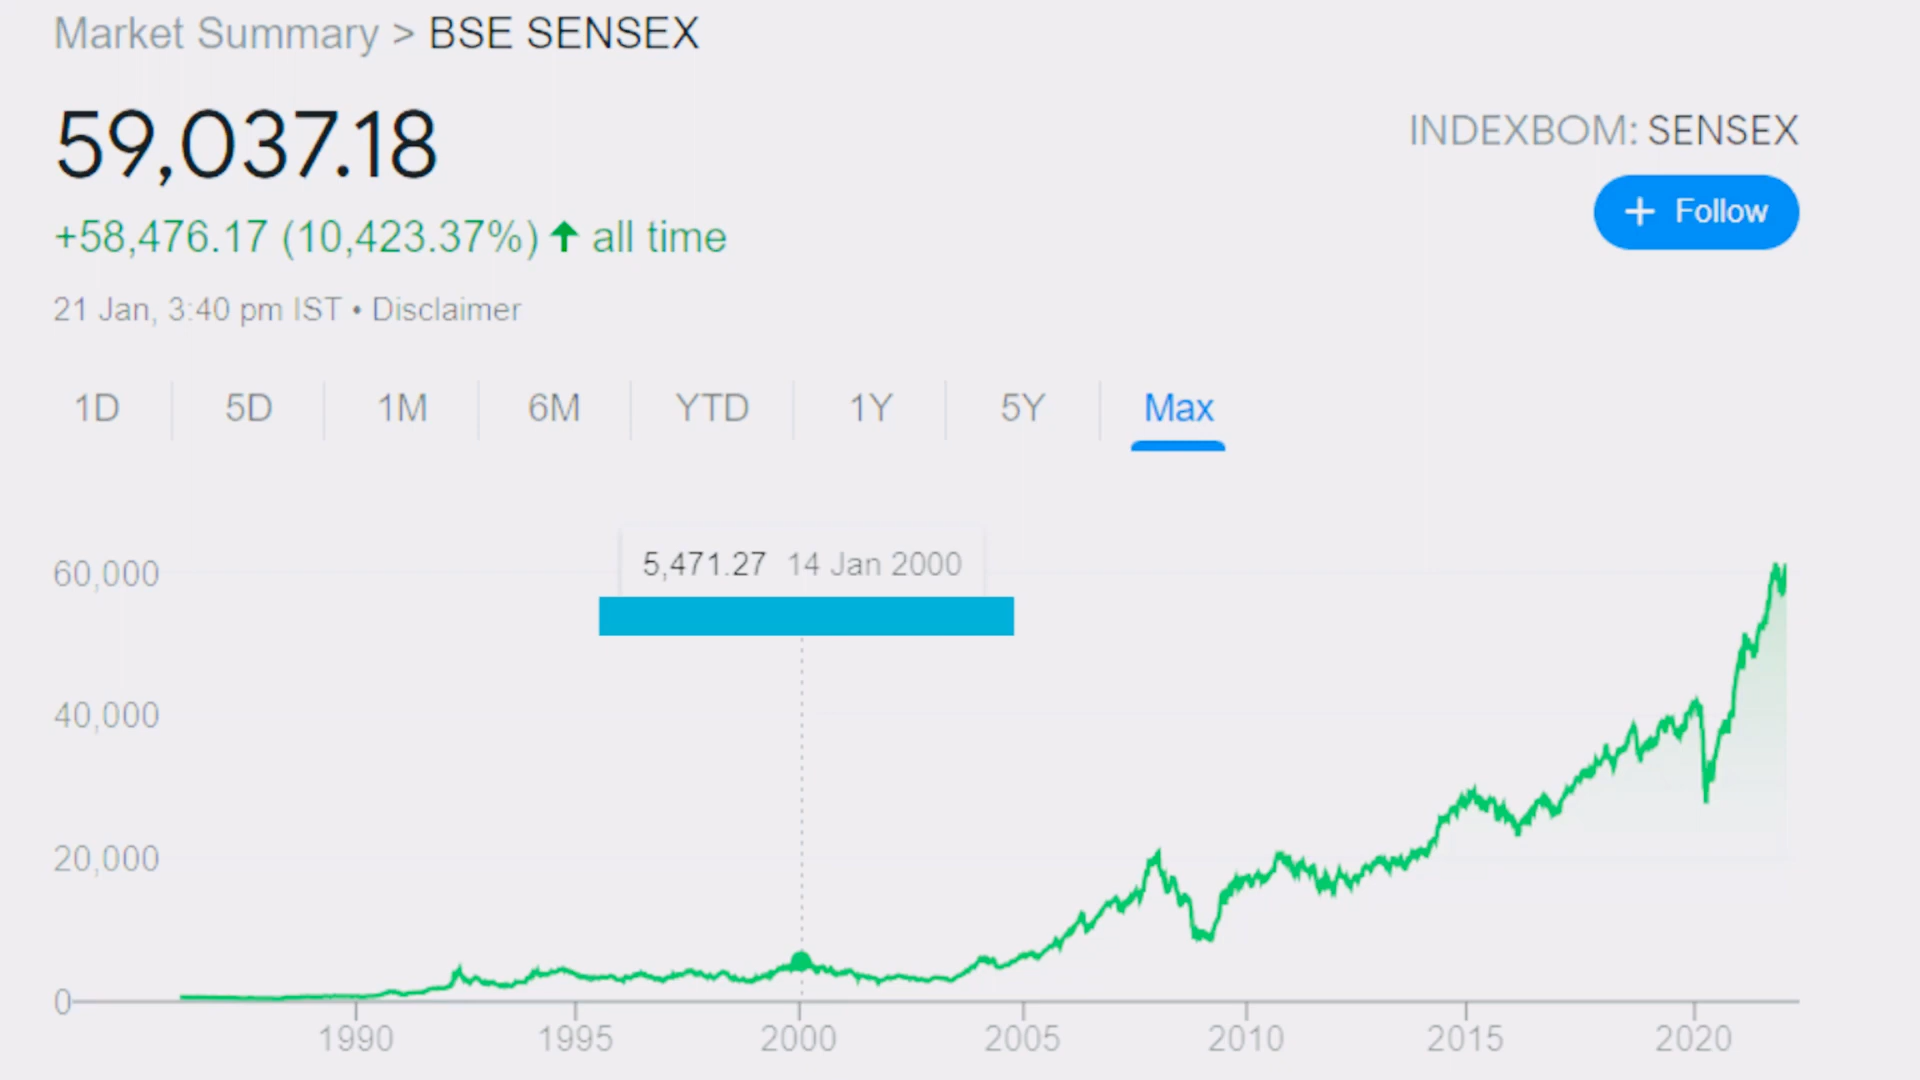 Market Summary > BSE SENSEX
59,037.18
INDEXBOM: SENSEX
+ Follow
+58,476.17 (10,423.37%) ↑ all time
21 Jan, 3:40 pm IST • Disclaimer
1D 5D 1M 6M YTD 1Y 5Y Max
5,471.27 14 Jan 2000
60,000
40,000
20,000
0
1990 1995 2000 2005 2010 2015 2020